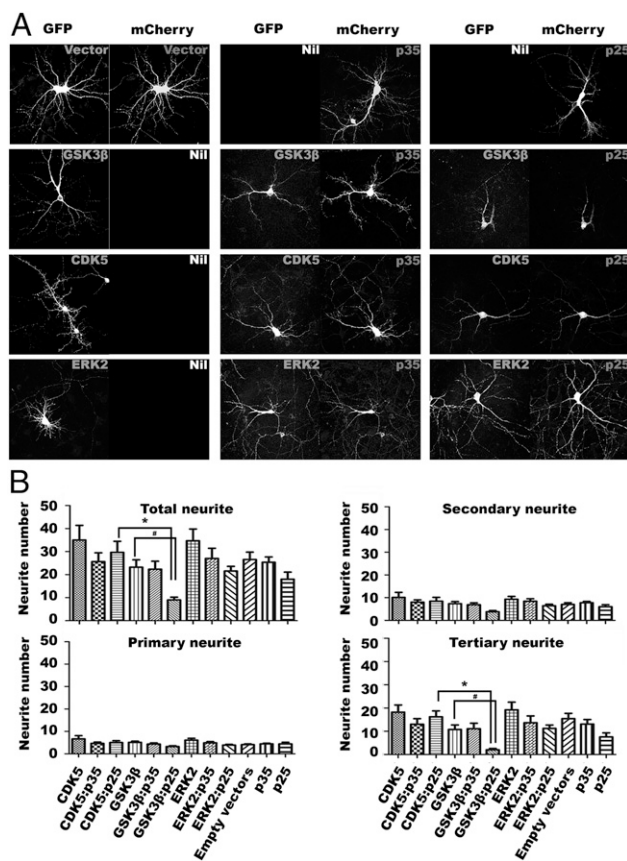 A
GFP mCherry GFP mCherry GFP mCherry
Vector Vector Nil p35 Nil p25
GSK3β Nil GSK3β p35 GSK3β p25
CDK5 Nil CDK5 p35 CDK5 p25
ERK2 Nil ERK2 p35 ERK2 p25
B
Total neurite
Neurite number
50
40
30
20
10
0
*
#
Secondary neurite
Neurite number
50
40
30
20
10
0
Primary neurite
Neurite number
50
40
30
20
10
0
CDK5
CDK5:p35
CDK5:p25
GSK3β
GSK3β:p35
GSK3β:p25
ERK2
ERK2:p35
ERK2:p25
Empty vectors
p35
p25
Tertiary neurite
Neurite number
50
40
30
20
10
0
*
#
CDK5
CDK5:p35
CDK5:p25
GSK3β
GSK3β:p35
GSK3β:p25
ERK2
ERK2:p35
ERK2:p25
Empty vectors
p35
p25